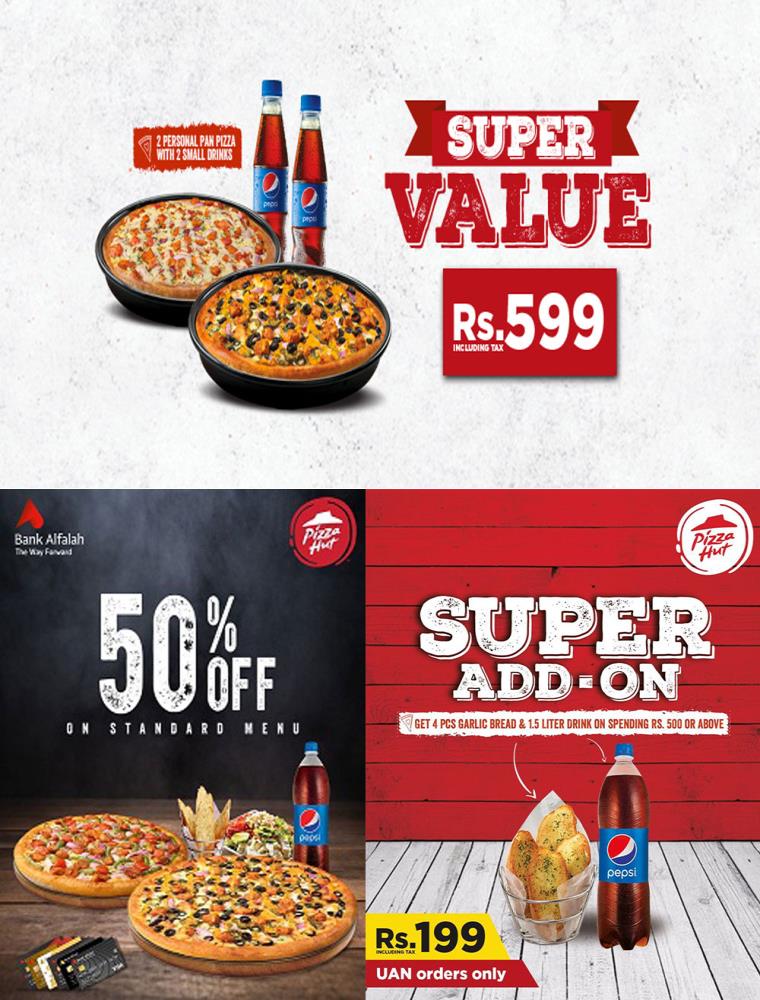 2 PERSONAL PAN PIZZA
WITH 2 SMALL DRINKS
pepsi
pepsi
SUPER
VALUE
Rs.599
INCLUDING TAX
Bank Alfalah
The Way Forward
Pizza
Hut
50% OFF
ON STANDARD MENU
pepsi
VISA
Pizza
Hut
SUPER
ADD-ON
GET 4 PCS GARLIC BREAD & 1.5 LITER DRINK ON SPENDING RS. 500 OR ABOVE
pepsi
Rs.199
INCLUDING TAX
UAN orders only